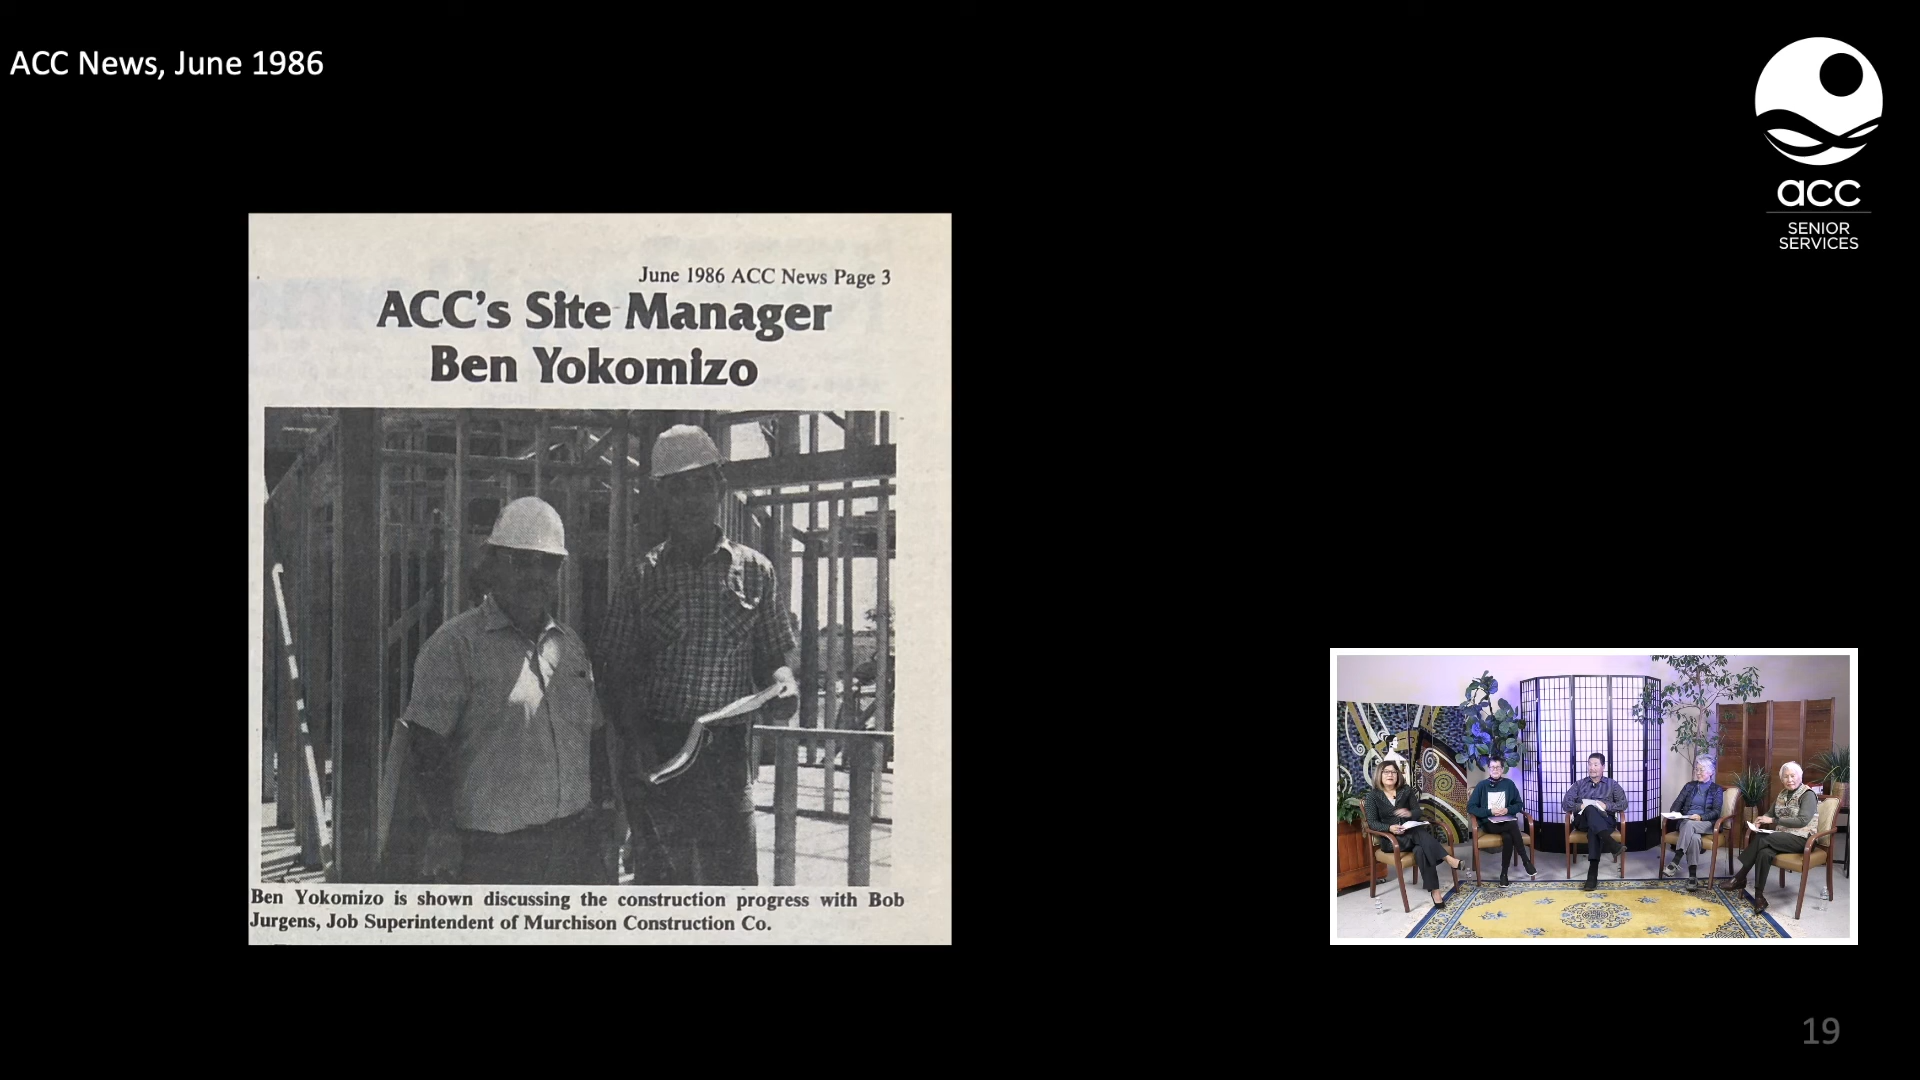 ACC News, June 1986
acc
SENIOR
SERVICES
June 1986 ACC News Page 3
ACC's Site Manager
Ben Yokomizo
Ben Yokomizo is shown discussing the construction progress with Bob
Jurgens, Job Superintendent of Murchison Construction Co.
19